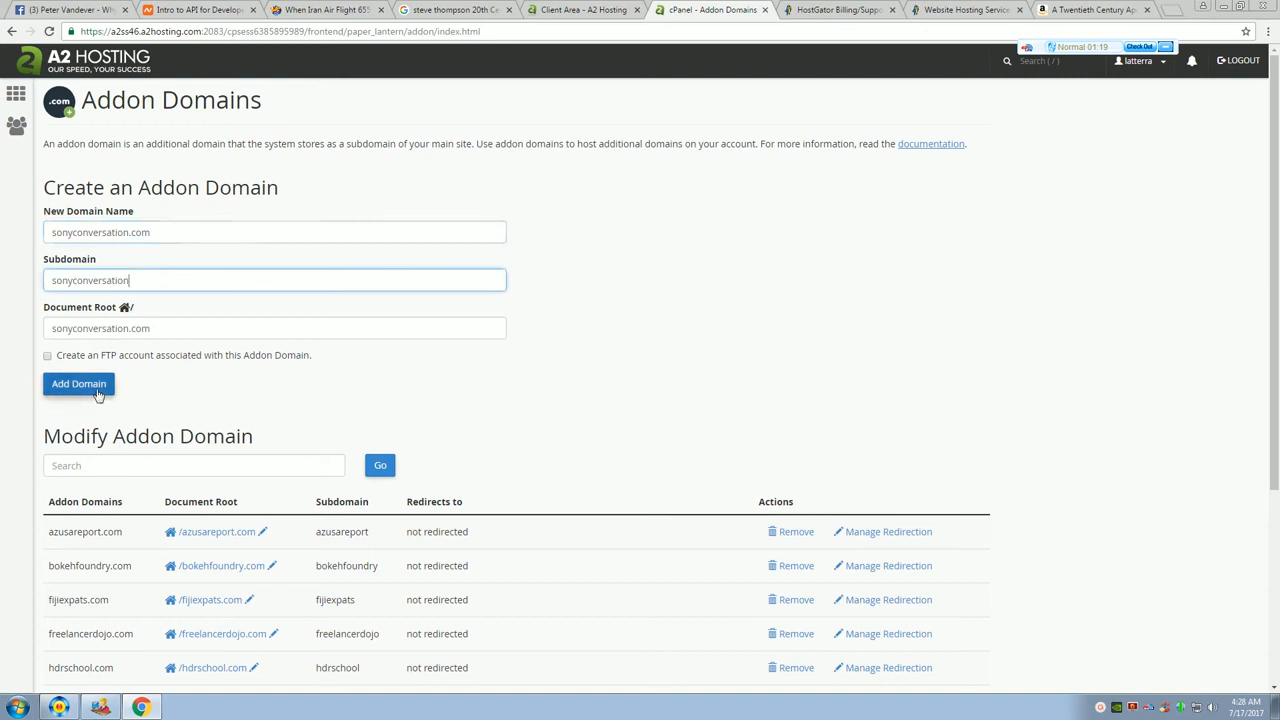 Peter Vandever - Why
Intro to API for Develop
When Iran Air Flight 655
steve thompson 20th Cen
Client Area - A2 Hosting
cPanel - Addon Domains
HostGator Billing/Suppo
Website Hosting Service
A Twentieth Century Ap
https://a2ss46.a2hosting.com:2083/cpsess6385895989/frontend/paper_lantern/addon/index.html
Normal 01:19 Check Out
A2 HOSTING
OUR SPEED, YOUR SUCCESS
Search ( / )
latterra
LOGOUT
.com Addon Domains
An addon domain is an additional domain that the system stores as a subdomain of your main site. Use addon domains to host additional domains on your account. For more information, read the documentation.
Create an Addon Domain
New Domain Name
sonyconversation.com
Subdomain
sonyconversation
Document Root /
sonyconversation.com
Create an FTP account associated with this Addon Domain.
Add Domain
Modify Addon Domain
Search
Go
Addon Domains Document Root Subdomain Redirects to Actions
azusareport.com /azusareport.com azusareport not redirected Remove Manage Redirection
bokehfoundry.com /bokehfoundry.com bokehfoundry not redirected Remove Manage Redirection
fijiexpats.com /fijiexpats.com fijiexpats not redirected Remove Manage Redirection
freelancerdojo.com /freelancerdojo.com freelancerdojo not redirected Remove Manage Redirection
hdrschool.com /hdrschool.com hdrschool not redirected Remove Manage Redirection
4:28 AM
7/17/2017